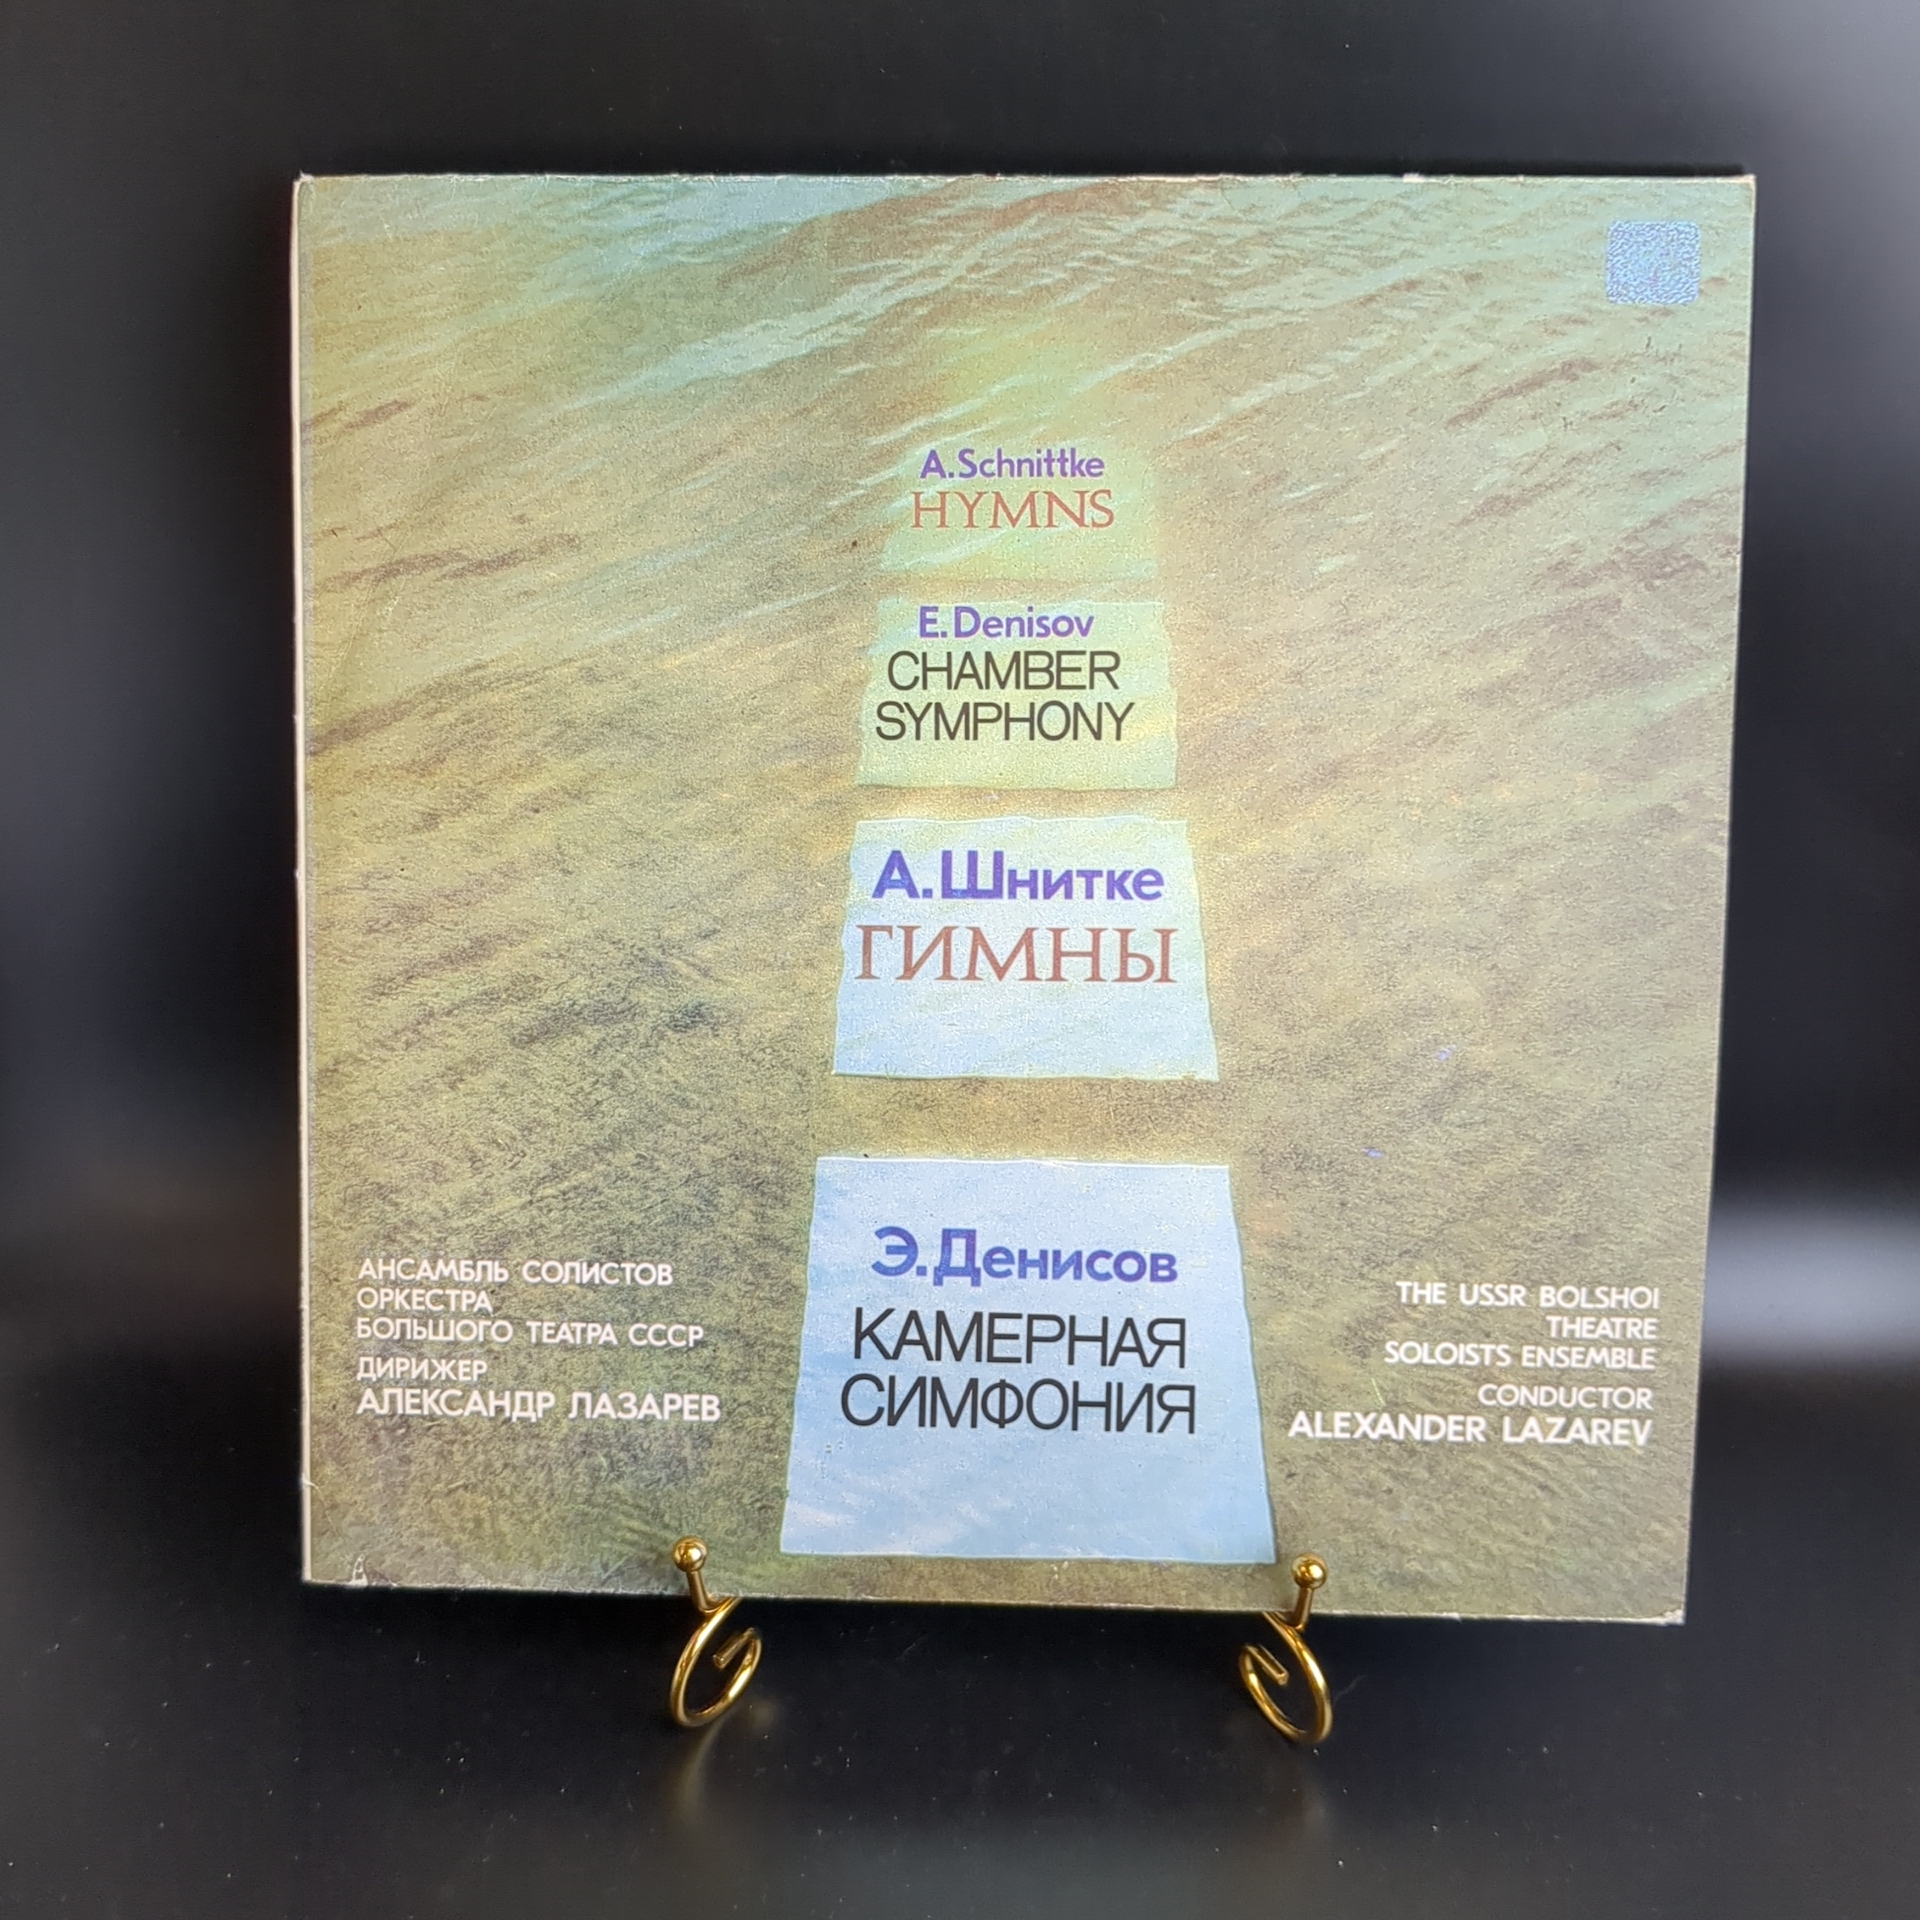 A.Schnittke
HYMNS
E.Denisov
CHAMBER
SYMPHONY
А.Шнитке
ГИМНЫ
Э.Денисов
КАМЕРНАЯ
СИМФОНИЯ
АНСАМБЛЬ СОЛИСТОВ
ОРКЕСТРА
БОЛЬШОГО ТЕАТРА СССР
ДИРИЖЕР
АЛЕКСАНДР ЛАЗАРЕВ
THE USSR BOLSHOI
THEATRE
SOLOISTS ENSEMBLE
CONDUCTOR
ALEXANDER LAZAREV